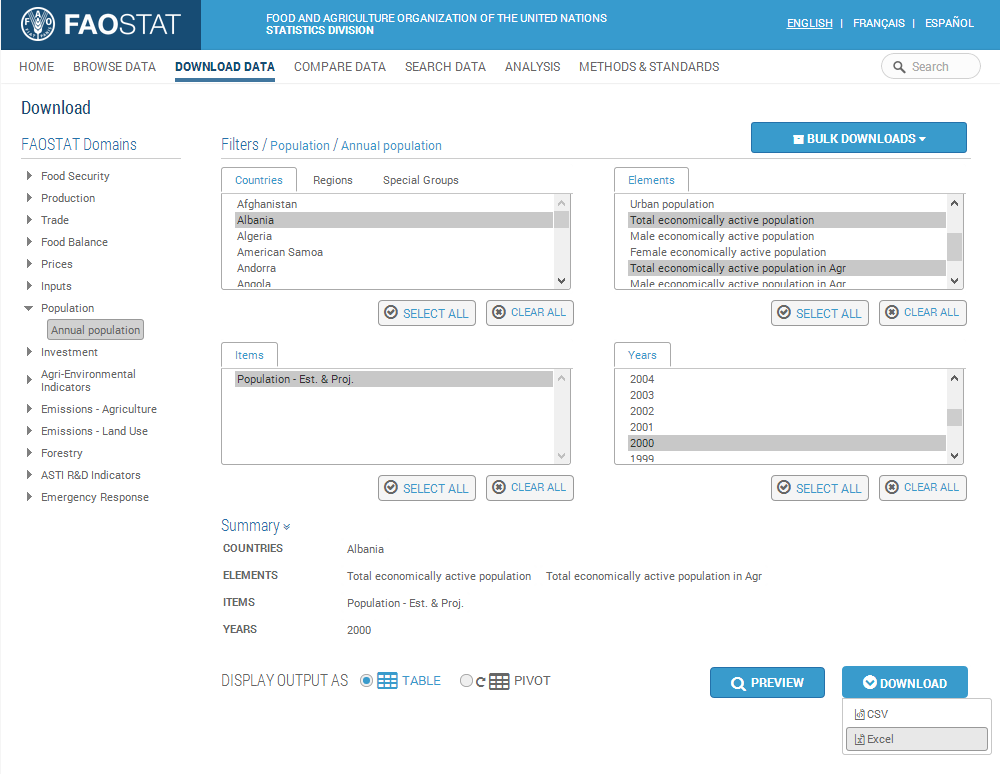 FAO
FAOSTAT
FOOD AND AGRICULTURE ORGANIZATION OF THE UNITED NATIONS
STATISTICS DIVISION
ENGLISH | FRANÇAIS | ESPAÑOL
HOME BROWSE DATA DOWNLOAD DATA COMPARE DATA SEARCH DATA ANALYSIS METHODS & STANDARDS Search
Download
FAOSTAT Domains
Food Security
Production
Trade
Food Balance
Prices
Inputs
Population
Annual population
Investment
Agri-Environmental
Indicators
Emissions - Agriculture
Emissions - Land Use
Forestry
ASTI R&D Indicators
Emergency Response
Filters / Population / Annual population
BULK DOWNLOADS
Countries Regions Special Groups
Afghanistan
Albania
Algeria
American Samoa
Andorra
Angola
SELECT ALL CLEAR ALL
Elements
Urban population
Total economically active population
Male economically active population
Female economically active population
Total economically active population in Agr
Male economically active population in Agr
SELECT ALL CLEAR ALL
Items
Population - Est. & Proj.
SELECT ALL CLEAR ALL
Years
2004
2003
2002
2001
2000
1999
SELECT ALL CLEAR ALL
Summary
COUNTRIES Albania
ELEMENTS Total economically active population Total economically active population in Agr
ITEMS Population - Est. & Proj.
YEARS 2000
DISPLAY OUTPUT AS TABLE PIVOT
PREVIEW
DOWNLOAD
CSV
Excel